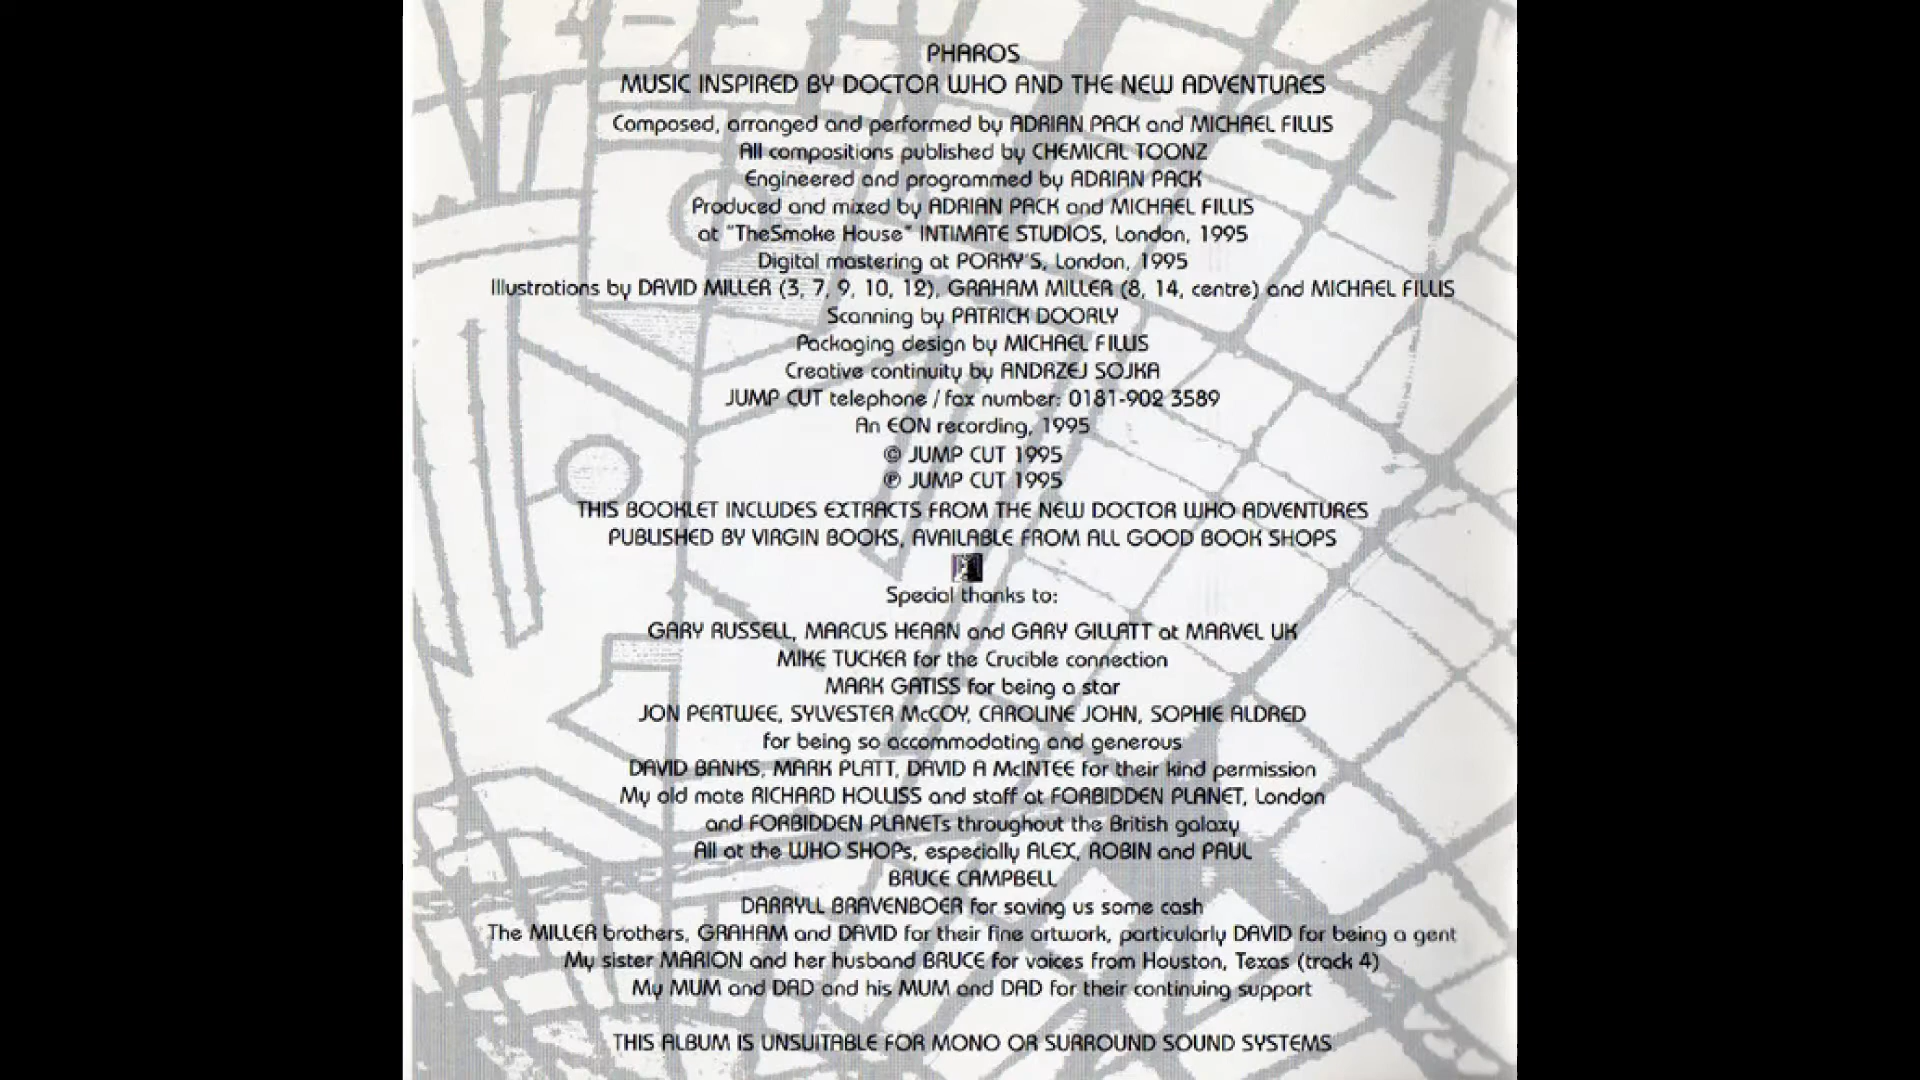 PHAROS
MUSIC INSPIRED BY DOCTOR WHO AND THE NEW ADVENTURES
Composed, arranged and performed by ADRIAN PACK and MICHAEL FILLIS
All compositions published by CHEMICAL TOONZ
Engineered and programmed by ADRIAN PACK
Produced and mixed by ADRIAN PACK and MICHAEL FILLIS
at "TheSmoke House" INTIMATE STUDIOS, London, 1995
Digital mastering at PORKY'S, London, 1995
Illustrations by DAVID MILLER (3, 7, 9, 10, 12), GRAHAM MILLER (8, 14, centre) and MICHAEL FILLIS
Scanning by PATRICK DOORLY
Packaging design by MICHAEL FILLIS
Creative continuity by ANDRZEJ SOJKA
JUMP CUT telephone / fax number: 0181-902 3589
An EON recording, 1995
© JUMP CUT 1995
℗ JUMP CUT 1995
THIS BOOKLET INCLUDES EXTRACTS FROM THE NEW DOCTOR WHO ADVENTURES
PUBLISHED BY VIRGIN BOOKS, AVAILABLE FROM ALL GOOD BOOK SHOPS
Special thanks to:
GARY RUSSELL, MARCUS HEARN and GARY GILLATT at MARVEL UK
MIKE TUCKER for the Crucible connection
MARK GATISS for being a star
JON PERTWEE, SYLVESTER McCOY, CAROLINE JOHN, SOPHIE ALDRED
for being so accommodating and generous
DAVID BANKS, MARK PLATT, DAVID A McINTEE for their kind permission
My old mate RICHARD HOLLISS and staff at FORBIDDEN PLANET, London
and FORBIDDEN PLANETs throughout the British galaxy
All at the WHO SHOPs, especially ALEX, ROBIN and PAUL
BRUCE CAMPBELL
DARRYLL BRAVENBOER for saving us some cash
The MILLER brothers, GRAHAM and DAVID for their fine artwork, particularly DAVID for being a gent
My sister MARION and her husband BRUCE for voices from Houston, Texas (track 4)
My MUM and DAD and his MUM and DAD for their continuing support
THIS ALBUM IS UNSUITABLE FOR MONO OR SURROUND SOUND SYSTEMS